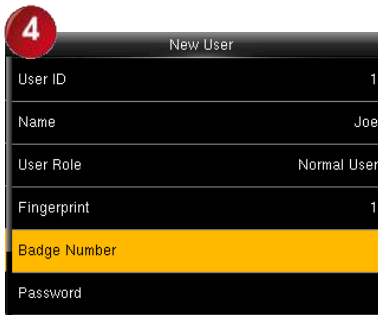 4
New User
User ID 1
Name Joe
User Role Normal User
Fingerprint 1
Badge Number
Password